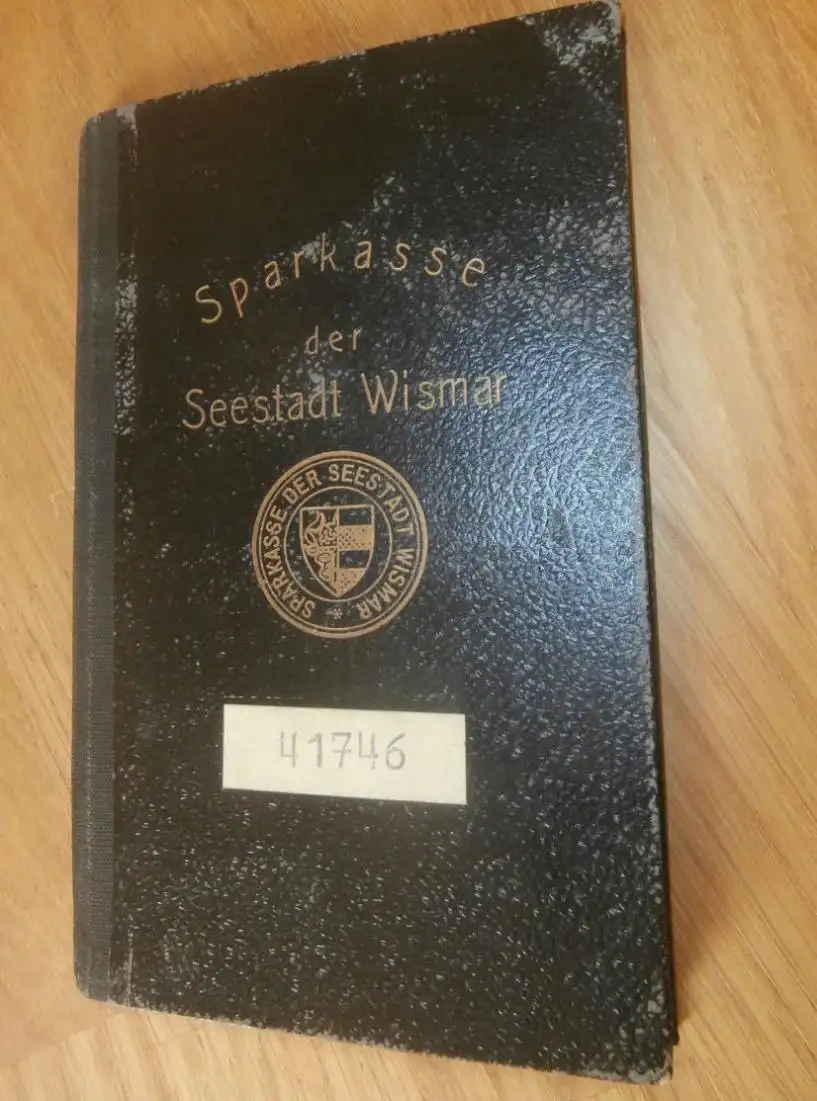 Sparkasse
der
Seestadt Wismar
SPARKASSE DER SEESTADT WISMAR *
41746